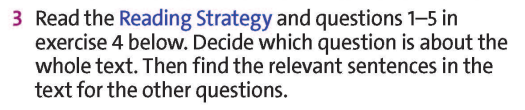 3 Read the Reading Strategy and questions 1–5 in
exercise 4 below. Decide which question is about the
whole text. Then find the relevant sentences in the
text for the other questions.